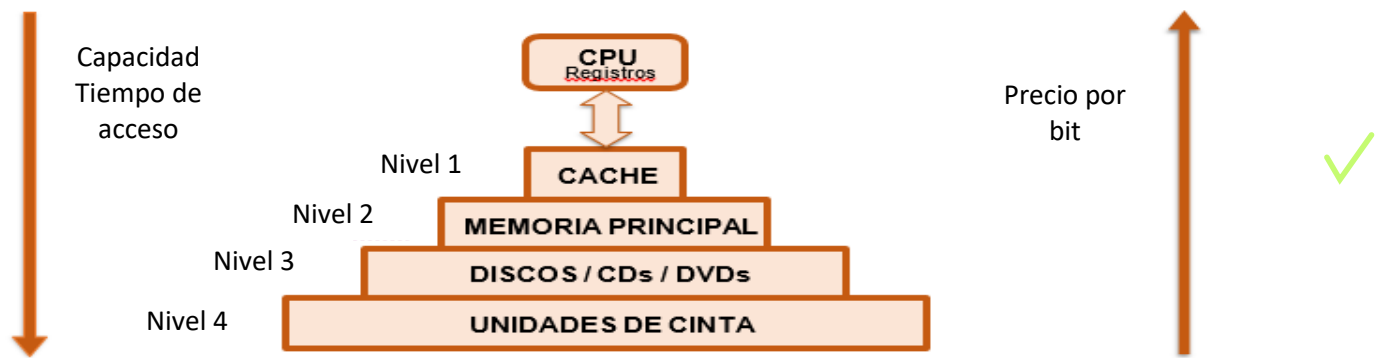 Capacidad
Tiempo de
acceso
CPU
Registros
Precio por
bit
Nivel 1
CACHE
Nivel 2
MEMORIA PRINCIPAL
Nivel 3
DISCOS / CDs / DVDs
Nivel 4
UNIDADES DE CINTA